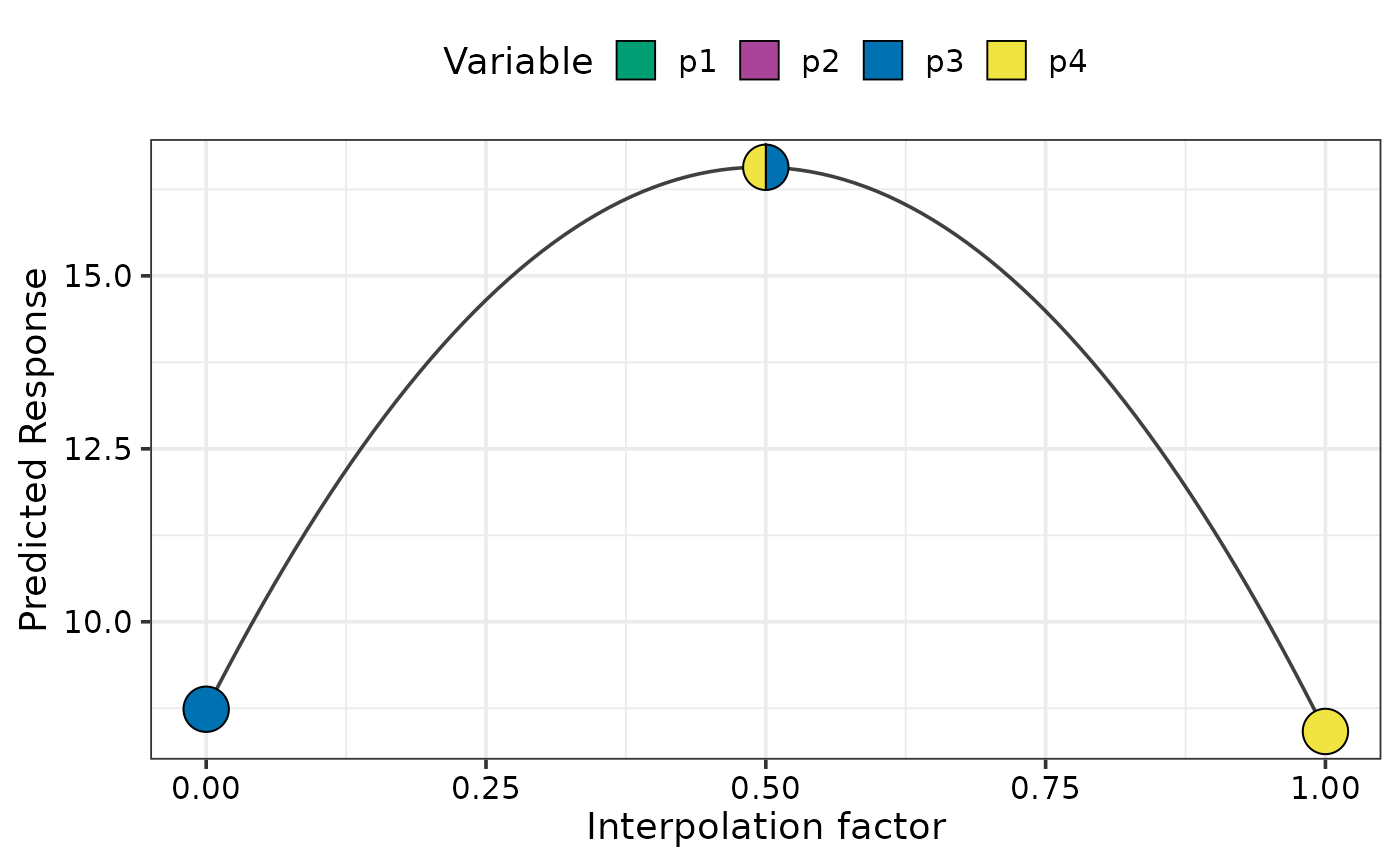 Variable p1 p2 p3 p4
Predicted Response
15.0
12.5
10.0
0.00 0.25 0.50 0.75 1.00
Interpolation factor